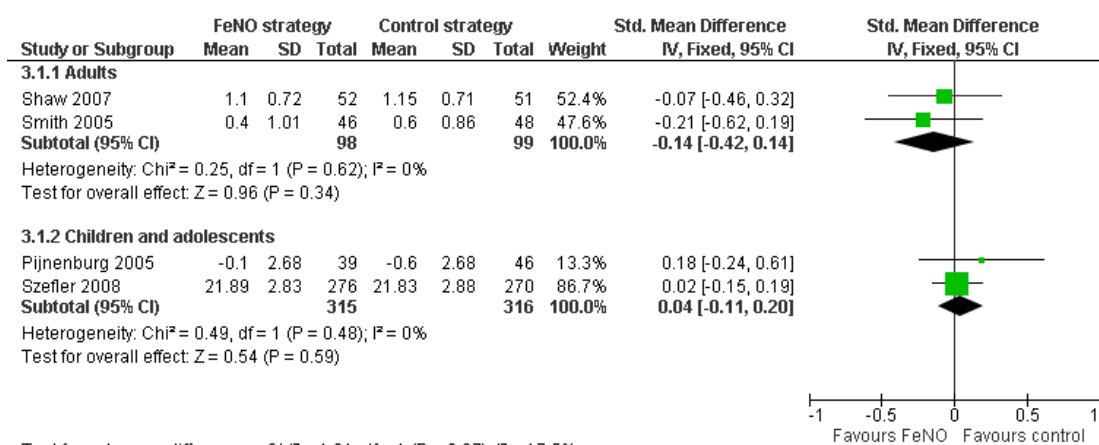 FeNO strategy Control strategy Std. Mean Difference Std. Mean Difference
Study or Subgroup Mean SD Total Mean SD Total Weight IV, Fixed, 95% CI IV, Fixed, 95% CI
3.1.1 Adults
Shaw 2007 1.1 0.72 52 1.15 0.71 51 52.4% -0.07 [-0.46, 0.32]
Smith 2005 0.4 1.01 46 0.6 0.86 48 47.6% -0.21 [-0.62, 0.19]
Subtotal (95% CI) 98 99 100.0% -0.14 [-0.42, 0.14]
Heterogeneity: Chi² = 0.25, df = 1 (P = 0.62); I² = 0%
Test for overall effect: Z = 0.96 (P = 0.34)
3.1.2 Children and adolescents
Pijnenburg 2005 -0.1 2.68 39 -0.6 2.68 46 13.3% 0.18 [-0.24, 0.61]
Szefler 2008 21.89 2.83 276 21.83 2.88 270 86.7% 0.02 [-0.15, 0.19]
Subtotal (95% CI) 315 316 100.0% 0.04 [-0.11, 0.20]
Heterogeneity: Chi² = 0.49, df = 1 (P = 0.48); I² = 0%
Test for overall effect: Z = 0.54 (P = 0.59)
-1 -0.5 0 0.5 1
Favours FeNO Favours control